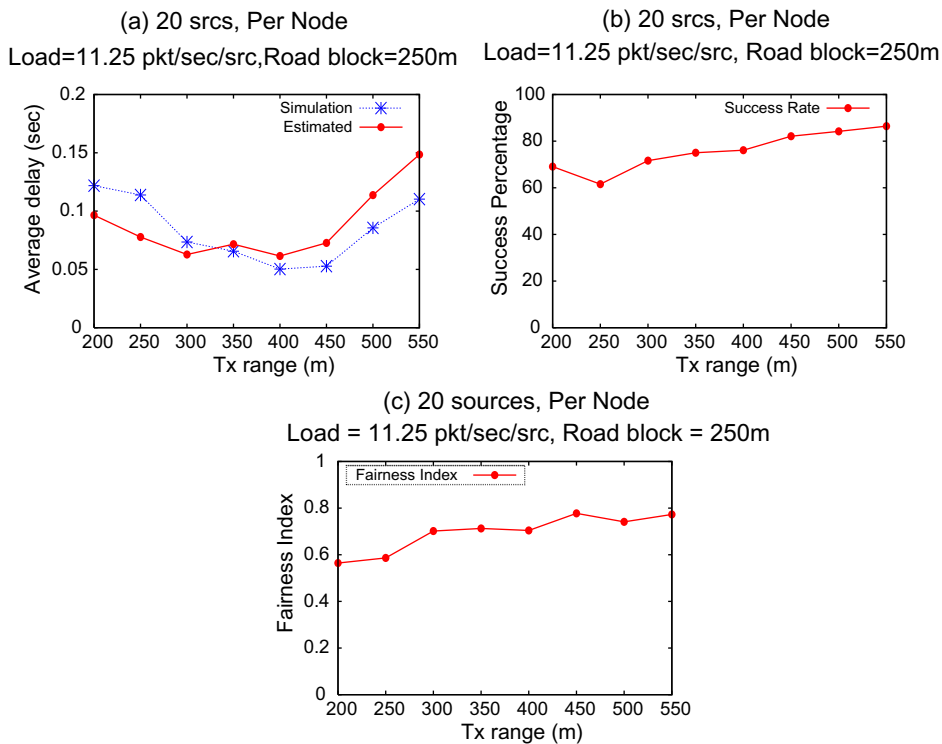 (a) 20 srcs, Per Node
Load=11.25 pkt/sec/src,Road block=250m
0.2
0.15
0.1
0.05
0
Average delay (sec)
Simulation
Estimated
200 250 300 350 400 450 500 550
Tx range (m)
(b) 20 srcs, Per Node
Load=11.25 pkt/sec/src, Road block=250m
100
80
60
40
20
0
Success Percentage
Success Rate
200 250 300 350 400 450 500 550
Tx range (m)
(c) 20 sources, Per Node
Load = 11.25 pkt/sec/src, Road block = 250m
1
0.8
0.6
0.4
0.2
0
Fairness Index
Fairness Index
200 250 300 350 400 450 500 550
Tx range (m)